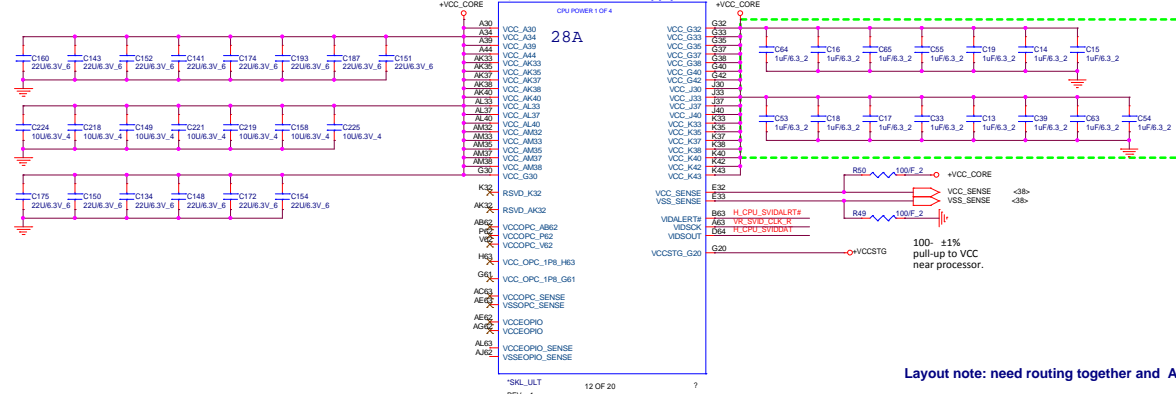 +VCC_CORE
CPU POWER 1 OF 4
+VCC_CORE
28A
A30 VCC_A30
A34 VCC_A34
A39 VCC_A39
A44 VCC_A44
AK33 VCC_AK33
AK35 VCC_AK35
AK37 VCC_AK37
AK38 VCC_AK38
AK40 VCC_AK40
AL33 VCC_AL33
AL37 VCC_AL37
AL40 VCC_AL40
AM32 VCC_AM32
AM33 VCC_AM33
AM35 VCC_AM35
AM37 VCC_AM37
AM38 VCC_AM38
G30 VCC_G30
K32 RSVD_K32
AK32 RSVD_AK32
AB62 VCCOPC_AB62
P62 VCCOPC_P62
V62 VCCOPC_V62
H63 VCC_OPC_1P8_H63
G61 VCC_OPC_1P8_G61
AC63 VCCOPC_SENSE
AE63 VSSOPC_SENSE
AE62 VCCEOPIO
AG62 VCCEOPIO
AL63 VCCEOPIO_SENSE
AJ62 VSSEOPIO_SENSE
VCC_G32 G32
VCC_G33 G33
VCC_G35 G35
VCC_G37 G37
VCC_G38 G38
VCC_G40 G40
VCC_G42 G42
VCC_J30 J30
VCC_J33 J33
VCC_J37 J37
VCC_J40 J40
VCC_K33 K33
VCC_K35 K35
VCC_K37 K37
VCC_K38 K38
VCC_K40 K40
VCC_K42 K42
VCC_K43 K43
VCC_SENSE E32
VSS_SENSE E33
VIDALERT# B63 H_CPU_SVIDALRT#
VIDSCK A63 VR_SVID_CLK_R
VIDSOUT D64 H_CPU_SVIDDAT
VCCSTG_G20 G20 +VCCSTG
C160 C143 C152 C141 C174 C193 C187 C151
22U/6.3V_6 22U/6.3V_6 22U/6.3V_6 22U/6.3V_6 22U/6.3V_6 22U/6.3V_6 22U/6.3V_6 22U/6.3V_6
C224 C218 C149 C221 C219 C158 C225
10U/6.3V_4 10U/6.3V_4 10U/6.3V_4 10U/6.3V_4 10U/6.3V_4 10U/6.3V_4 10U/6.3V_4
C175 C150 C134 C148 C172 C154
22U/6.3V_6 22U/6.3V_6 22U/6.3V_6 22U/6.3V_6 22U/6.3V_6 22U/6.3V_6
C64 C16 C65 C55 C19 C14 C15
1uF/6.3_2 1uF/6.3_2 1uF/6.3_2 1uF/6.3_2 1uF/6.3_2 1uF/6.3_2 1uF/6.3_2
C53 C18 C17 C33 C13 C39 C63 C54
1uF/6.3_2 1uF/6.3_2 1uF/6.3_2 1uF/6.3_2 1uF/6.3_2 1uF/6.3_2 1uF/6.3_2 1uF/6.3_2
R50 100/F_2 +VCC_CORE
VCC_SENSE <38>
VSS_SENSE <38>
R49 100/F_2
100- ±1%
pull-up to VCC
near processor.
Layout note: need routing together and A
*SKL_ULT
12 OF 20
?